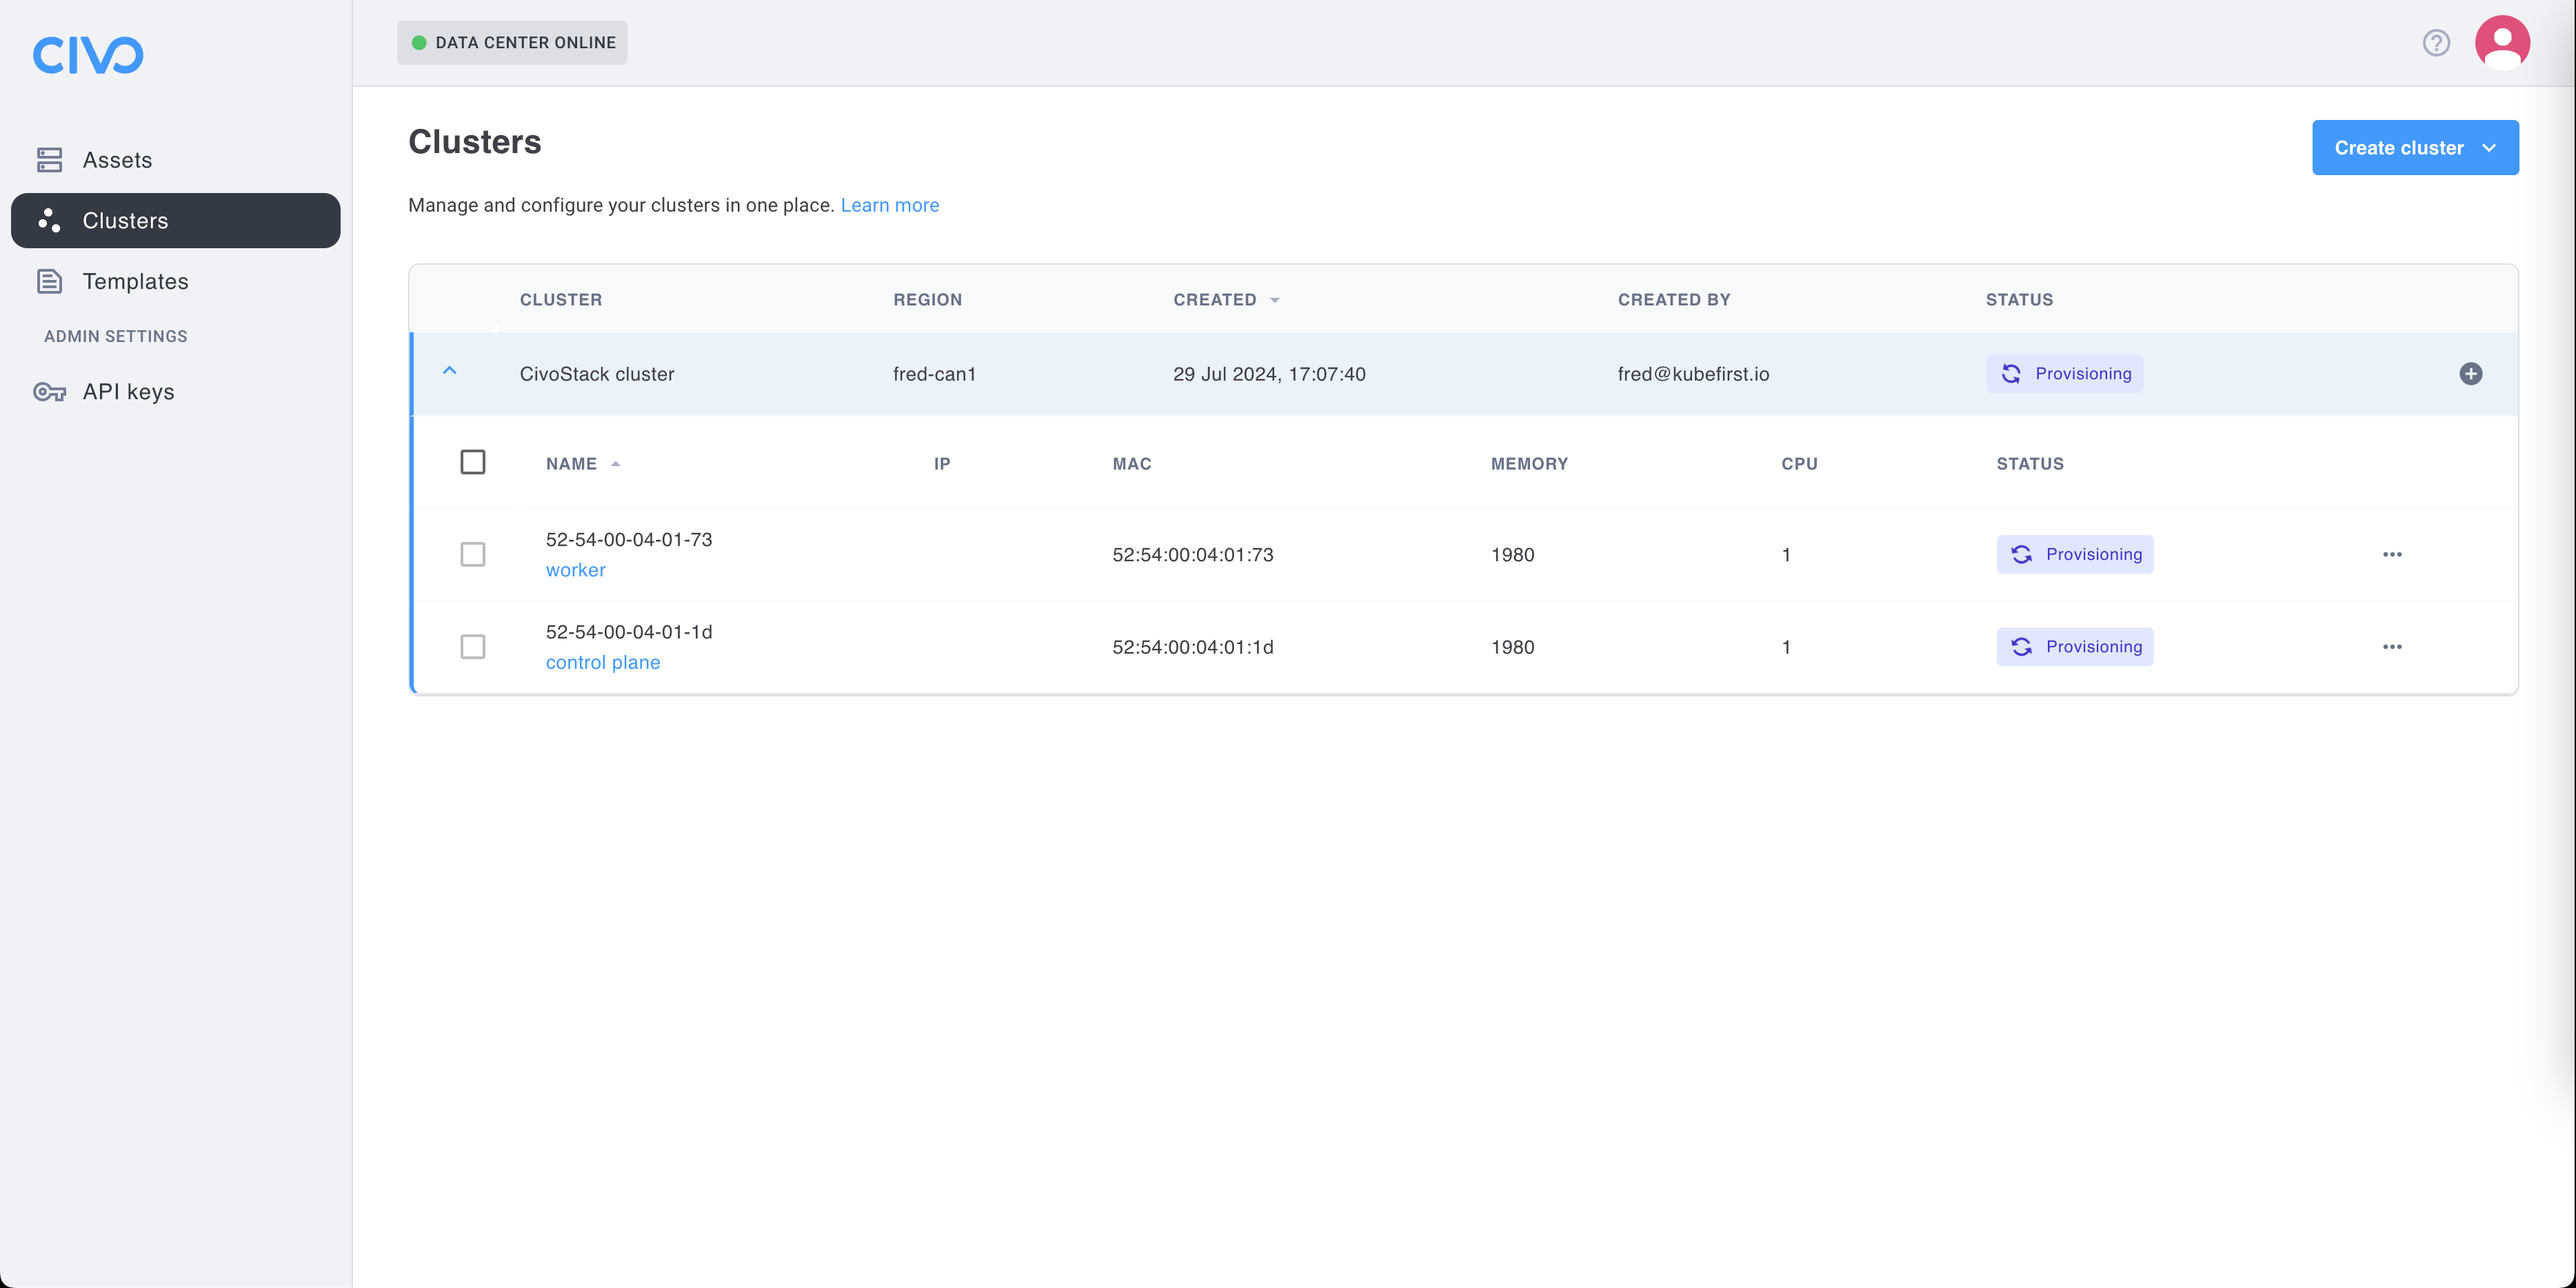 CIVO
DATA CENTER ONLINE
Assets
Clusters
Templates
ADMIN SETTINGS
API keys
Clusters
Create cluster
Manage and configure your clusters in one place. Learn more
CLUSTER REGION CREATED CREATED BY STATUS
CivoStack cluster fred-can1 29 Jul 2024, 17:07:40 fred@kubefirst.io Provisioning
NAME IP MAC MEMORY CPU STATUS
52-54-00-04-01-73
worker
52:54:00:04:01:73 1980 1 Provisioning
52-54-00-04-01-1d
control plane
52:54:00:04:01:1d 1980 1 Provisioning